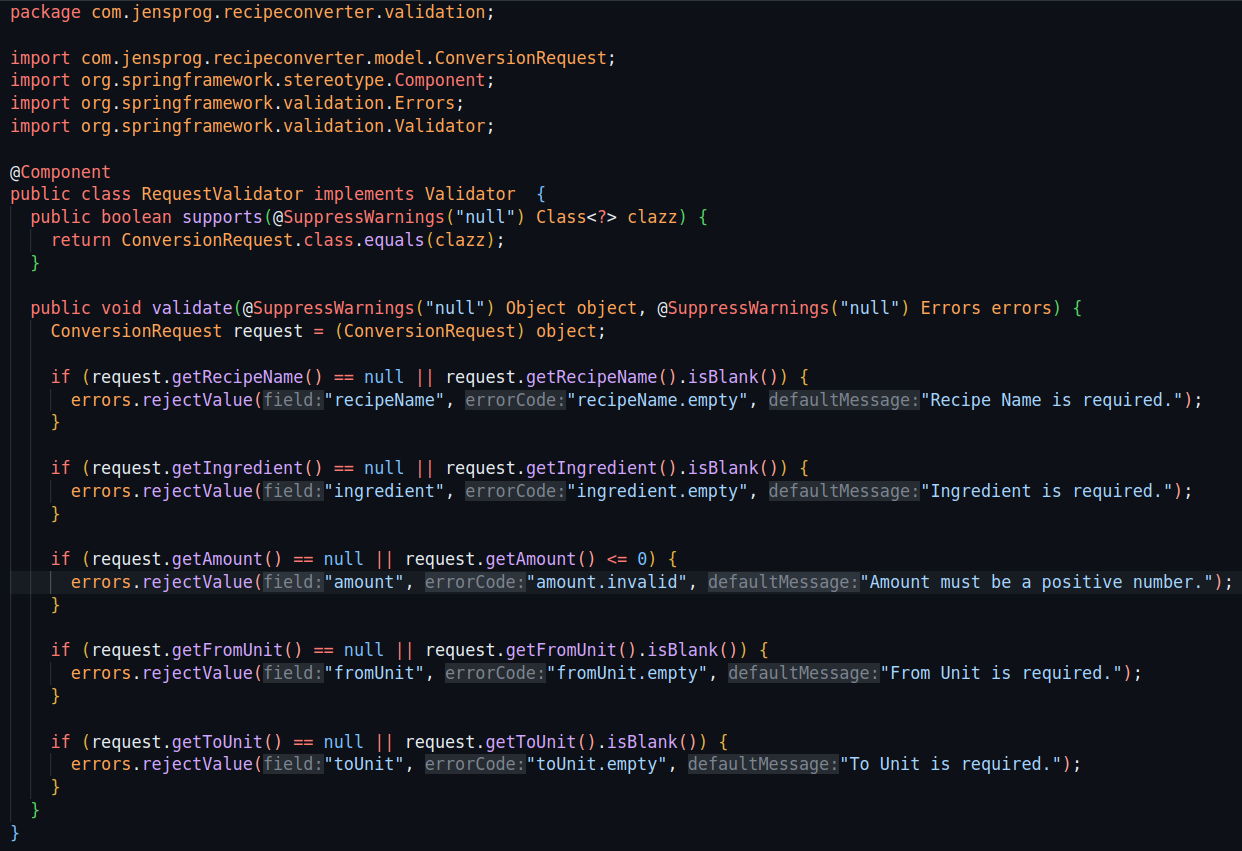 package com.jensprog.recipeconverter.validation;

import com.jensprog.recipeconverter.model.ConversionRequest;
import org.springframework.stereotype.Component;
import org.springframework.validation.Errors;
import org.springframework.validation.Validator;

@Component
public class RequestValidator implements Validator  {
  public boolean supports(@SuppressWarnings("null") Class<?> clazz) {
    return ConversionRequest.class.equals(clazz);
  }

  public void validate(@SuppressWarnings("null") Object object, @SuppressWarnings("null") Errors errors) {
    ConversionRequest request = (ConversionRequest) object;

    if (request.getRecipeName() == null || request.getRecipeName().isBlank()) {
      errors.rejectValue(field:"recipeName", errorCode:"recipeName.empty", defaultMessage:"Recipe Name is required.");
    }

    if (request.getIngredient() == null || request.getIngredient().isBlank()) {
      errors.rejectValue(field:"ingredient", errorCode:"ingredient.empty", defaultMessage:"Ingredient is required.");
    }

    if (request.getAmount() == null || request.getAmount() <= 0) {
      errors.rejectValue(field:"amount", errorCode:"amount.invalid", defaultMessage:"Amount must be a positive number.");
    }

    if (request.getFromUnit() == null || request.getFromUnit().isBlank()) {
      errors.rejectValue(field:"fromUnit", errorCode:"fromUnit.empty", defaultMessage:"From Unit is required.");
    }

    if (request.getToUnit() == null || request.getToUnit().isBlank()) {
      errors.rejectValue(field:"toUnit", errorCode:"toUnit.empty", defaultMessage:"To Unit is required.");
    }
  }
}